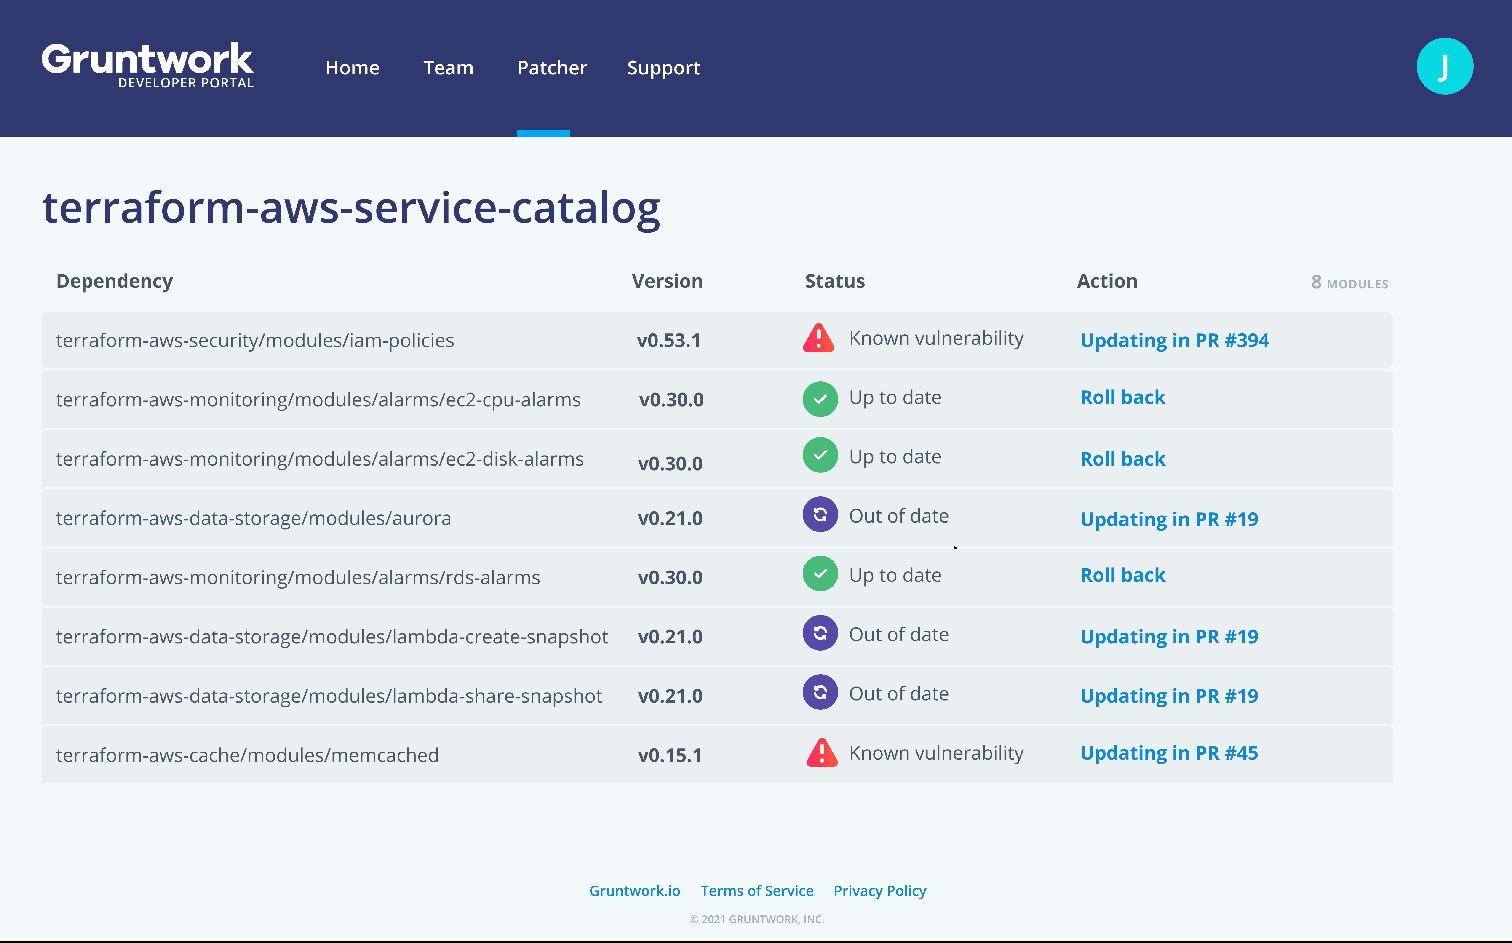 Gruntwork
DEVELOPER PORTAL
Home Team Patcher Support
J
terraform-aws-service-catalog
Dependency Version Status Action 8 MODULES
terraform-aws-security/modules/iam-policies v0.53.1 Known vulnerability Updating in PR #394
terraform-aws-monitoring/modules/alarms/ec2-cpu-alarms v0.30.0 Up to date Roll back
terraform-aws-monitoring/modules/alarms/ec2-disk-alarms v0.30.0 Up to date Roll back
terraform-aws-data-storage/modules/aurora v0.21.0 Out of date Updating in PR #19
terraform-aws-monitoring/modules/alarms/rds-alarms v0.30.0 Up to date Roll back
terraform-aws-data-storage/modules/lambda-create-snapshot v0.21.0 Out of date Updating in PR #19
terraform-aws-data-storage/modules/lambda-share-snapshot v0.21.0 Out of date Updating in PR #19
terraform-aws-cache/modules/memcached v0.15.1 Known vulnerability Updating in PR #45
Gruntwork.io Terms of Service Privacy Policy
© 2021 GRUNTWORK, INC.